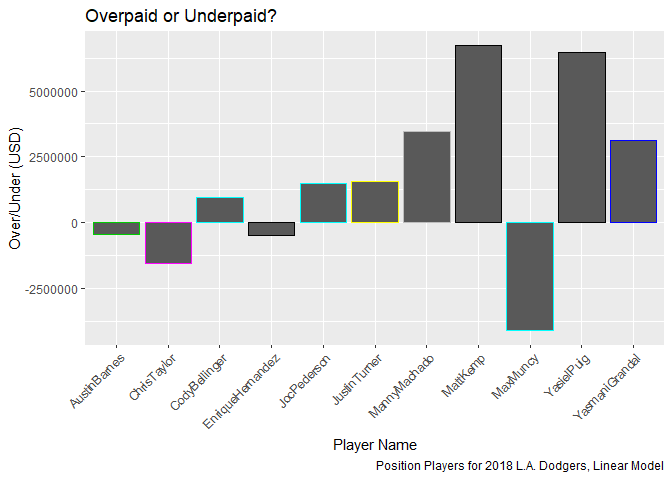 Overpaid or Underpaid?
Over/Under (USD)
5000000
2500000
0
-2500000
AustinBarnes
ChrisTaylor
CodyBellinger
EnriqueHernandez
JocPederson
JustinTurner
MannyMachado
MattKemp
MaxMuncy
YasielPuig
YasmaniGrandal
Player Name
Position Players for 2018 L.A. Dodgers, Linear Model